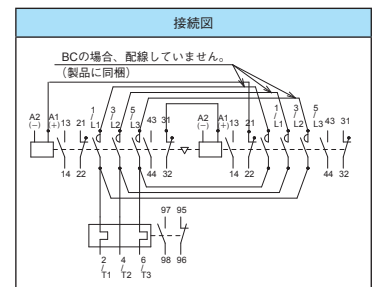 接続図
BCの場合、配線していません。
(製品に同梱)
A2 (−) A1 (+) 13 21 1/L1 3/L2 5/L3 43 31 A2 (−) A1 (+) 13 21 1/L1 3/L2 5/L3 43 31
14 22 44 32 14 22 44 32
97 95
98 96
2/T1 4/T2 6/T3